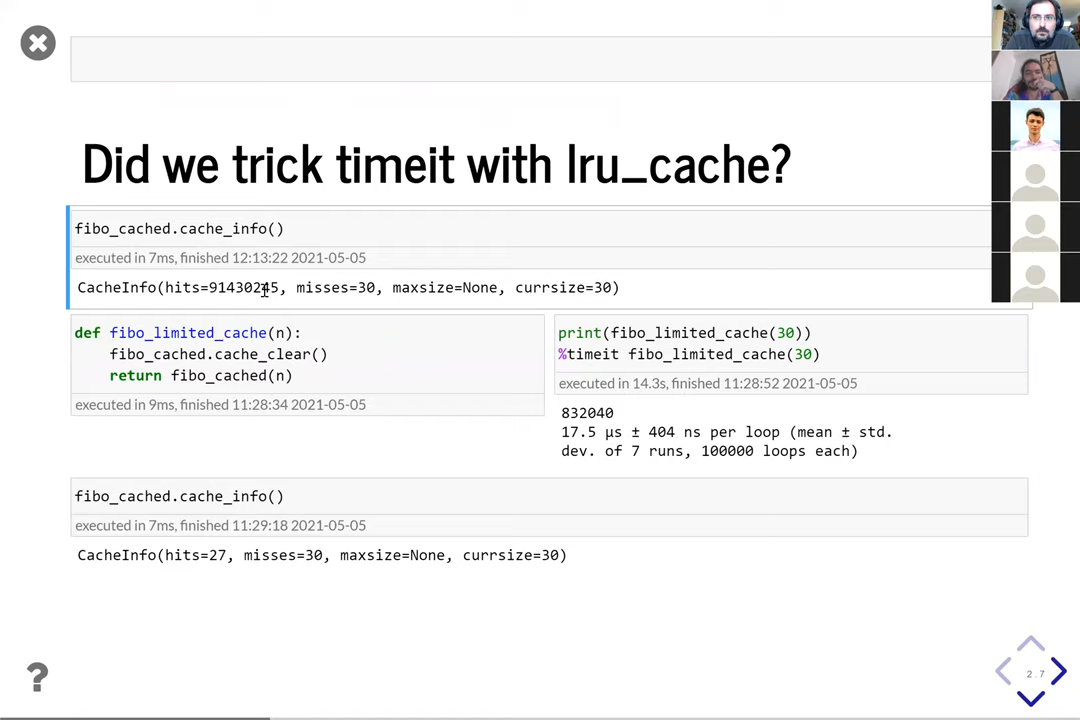 Did we trick timeit with lru_cache?
fibo_cached.cache_info()
executed in 7ms, finished 12:13:22 2021-05-05
CacheInfo(hits=91430245, misses=30, maxsize=None, currsize=30)
def fibo_limited_cache(n):
    fibo_cached.cache_clear()
    return fibo_cached(n)
executed in 9ms, finished 11:28:34 2021-05-05
print(fibo_limited_cache(30))
%timeit fibo_limited_cache(30)
executed in 14.3s, finished 11:28:52 2021-05-05
832040
17.5 µs ± 404 ns per loop (mean ± std.
dev. of 7 runs, 100000 loops each)
fibo_cached.cache_info()
executed in 7ms, finished 11:29:18 2021-05-05
CacheInfo(hits=27, misses=30, maxsize=None, currsize=30)
?
2.7